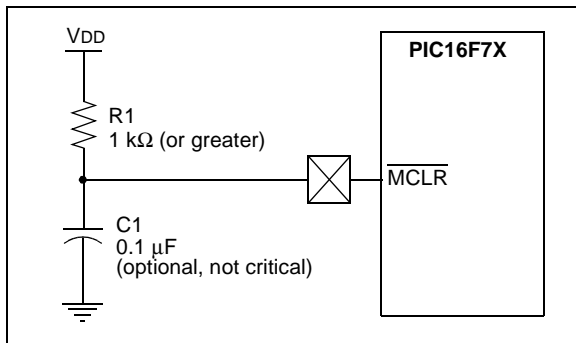 VDD
PIC16F7X
R1
1 kΩ (or greater)
MCLR
C1
0.1 μF
(optional, not critical)